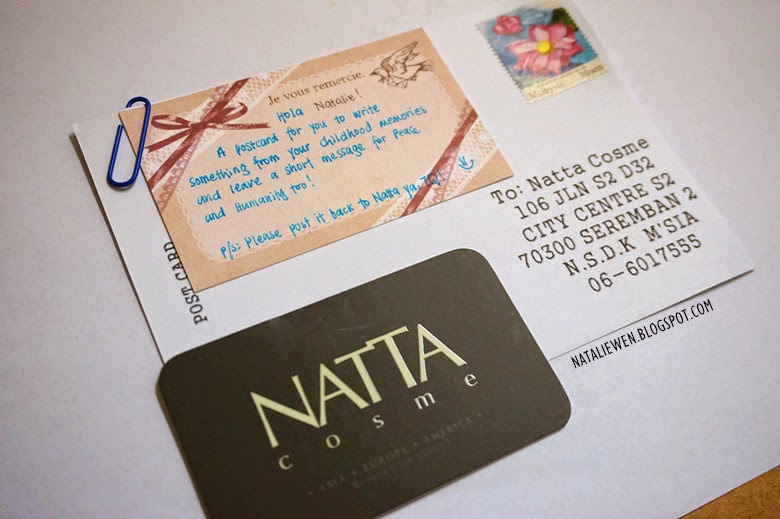 Je vous remercie.
Hola Natalie!
A postcard for you to write
something from your childhood memories
and leave a short message for Peace
and Humanity too!
p/s: Please post it back to Natta ya,
POST CARD
To: Natta Cosme
106 JLN S2 D32
CITY CENTRE S2
70300 SEREMBAN 2
N.S.D.K M'SIA
06-6017555
NATALIEWEN.BLOGSPOT.COM
NATTA
cosme
• ASIA • EUROPE • AMERICA •